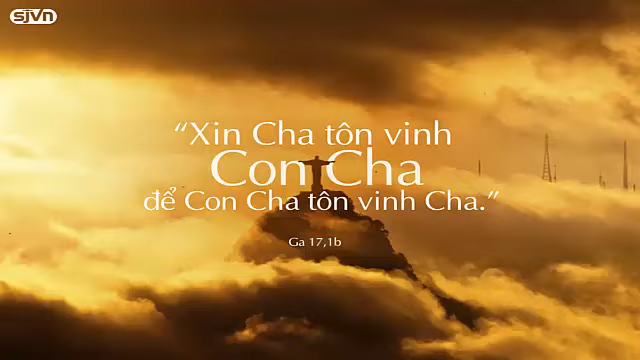 SJVN
“Xin Cha tôn vinh
Con Cha
để Con Cha tôn vinh Cha.”
Ga 17,1b